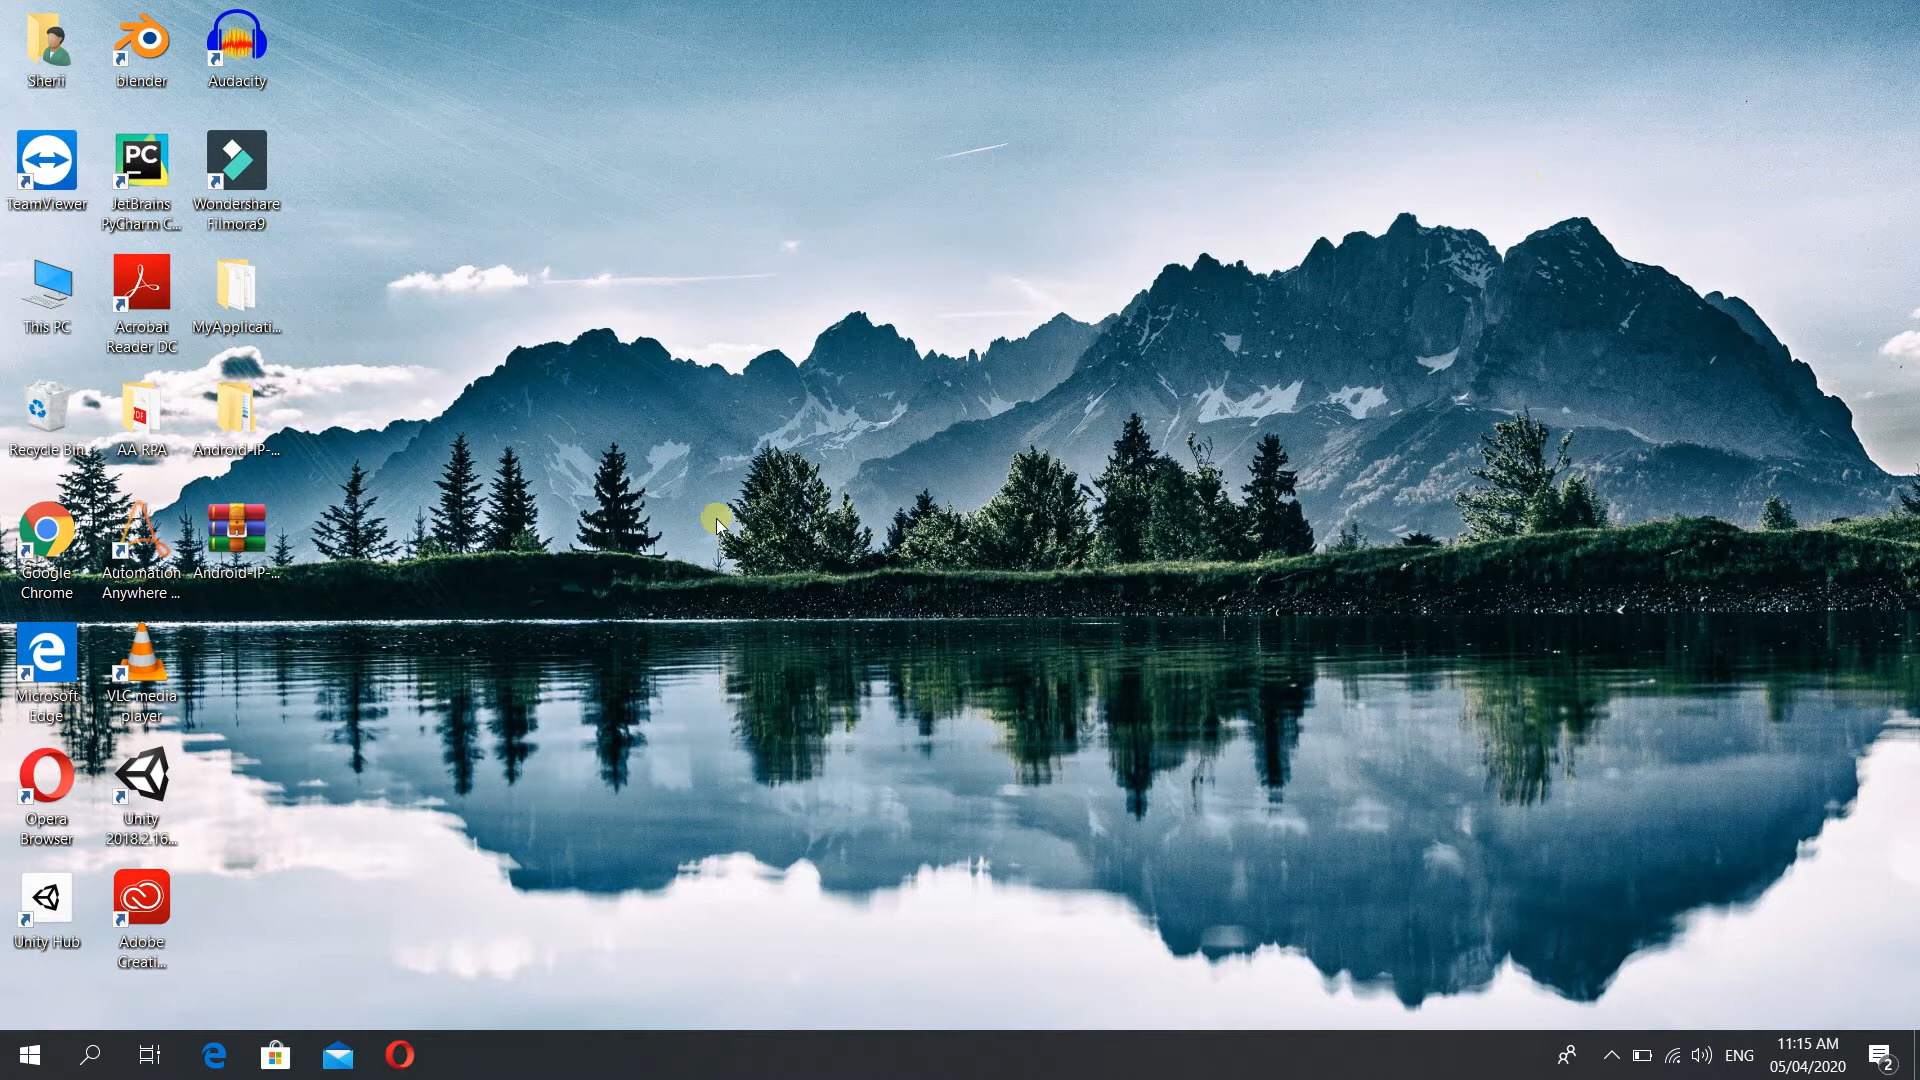 Sherii
blender
Audacity
TeamViewer
JetBrains
PyCharm C...
Wondershare
Filmora9
This PC
Acrobat
Reader DC
MyApplicati...
Recycle Bin
AA RPA
Android-IP-...
Google
Chrome
Automation
Anywhere ...
Android-IP-...
Microsoft
Edge
VLC media
player
Opera
Browser
Unity
2018.2.16...
Unity Hub
Adobe
Creati...
PC
PDF
ENG
11:15 AM
05/04/2020
2